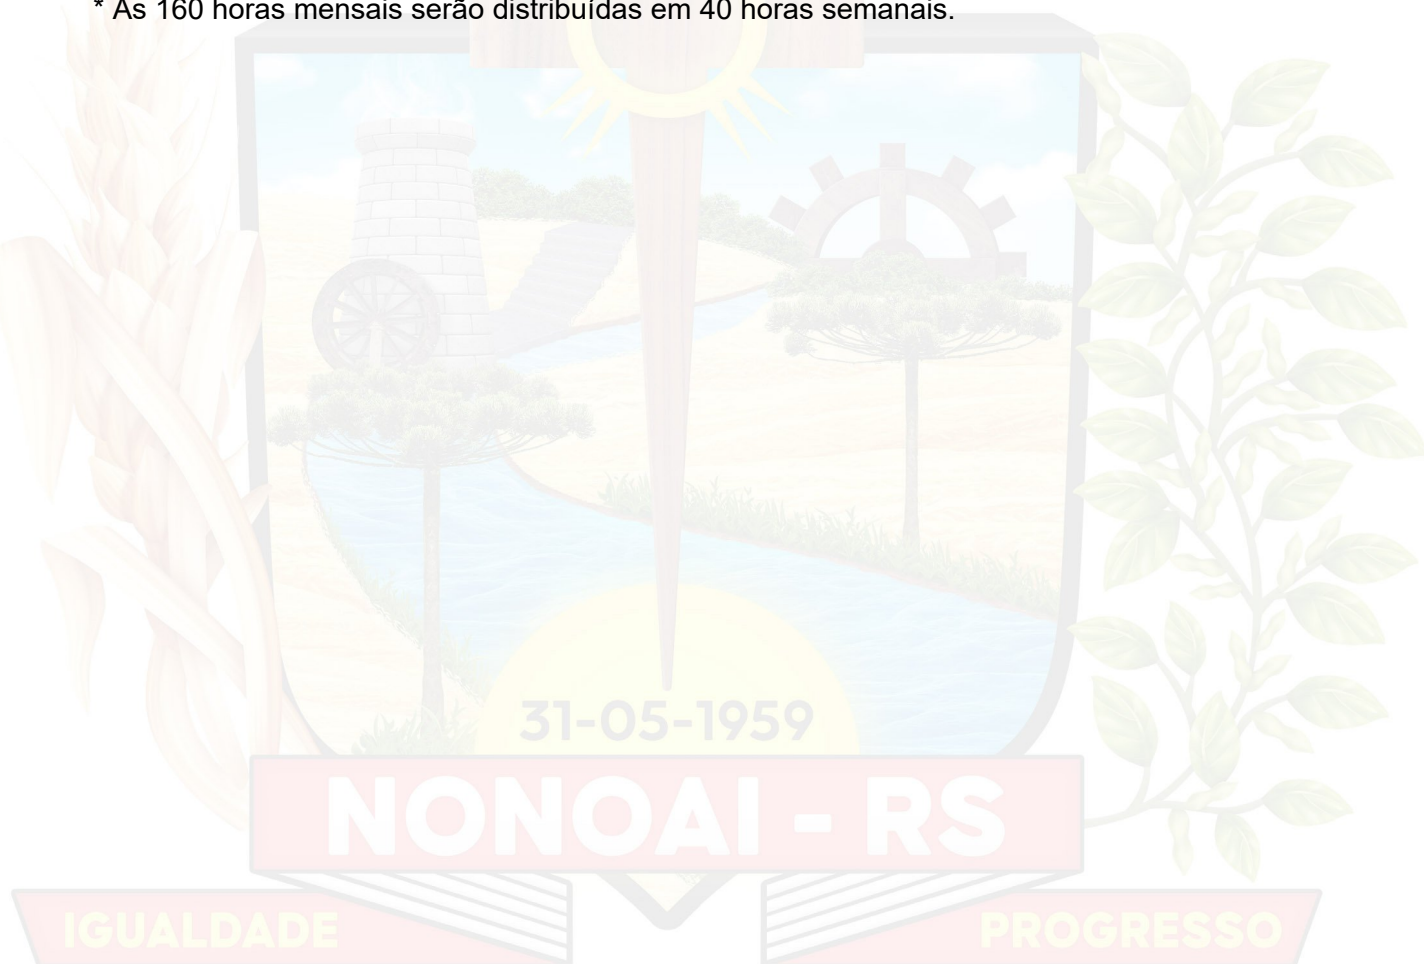 * As 160 horas mensais serão distribuídas em 40 horas semanais.
31-05-1959
NONOAI - RS
IGUALDADE
PROGRESSO